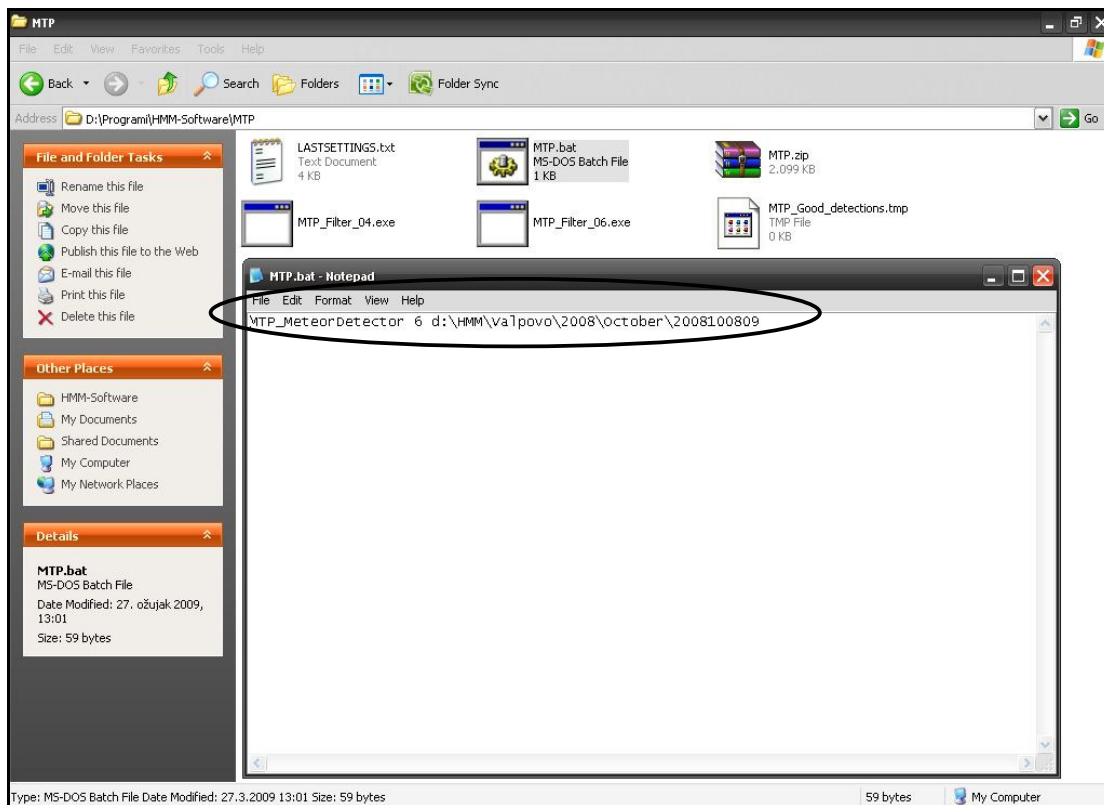 MTP
File Edit View Favorites Tools Help
Back Search Folders Folder Sync
Address D:\Programi\HMM-Software\MTP Go
File and Folder Tasks
Rename this file
Move this file
Copy this file
Publish this file to the Web
E-mail this file
Print this file
Delete this file
Other Places
HMM-Software
My Documents
Shared Documents
My Computer
My Network Places
Details
MTP.bat
MS-DOS Batch File
Date Modified: 27. ožujak 2009,
13:01
Size: 59 bytes
LASTSETTINGS.txt
Text Document
4 KB
MTP.bat
MS-DOS Batch File
1 KB
MTP.zip
2.099 KB
MTP_Filter_04.exe
MTP_Filter_06.exe
MTP_Good_detections.tmp
TMP File
0 KB
MTP.bat - Notepad
File Edit Format View Help
MTP_MeteorDetector 6 d:\HMM\Valpovo\2008\October\2008100809
Type: MS-DOS Batch File Date Modified: 27.3.2009 13:01 Size: 59 bytes 59 bytes My Computer